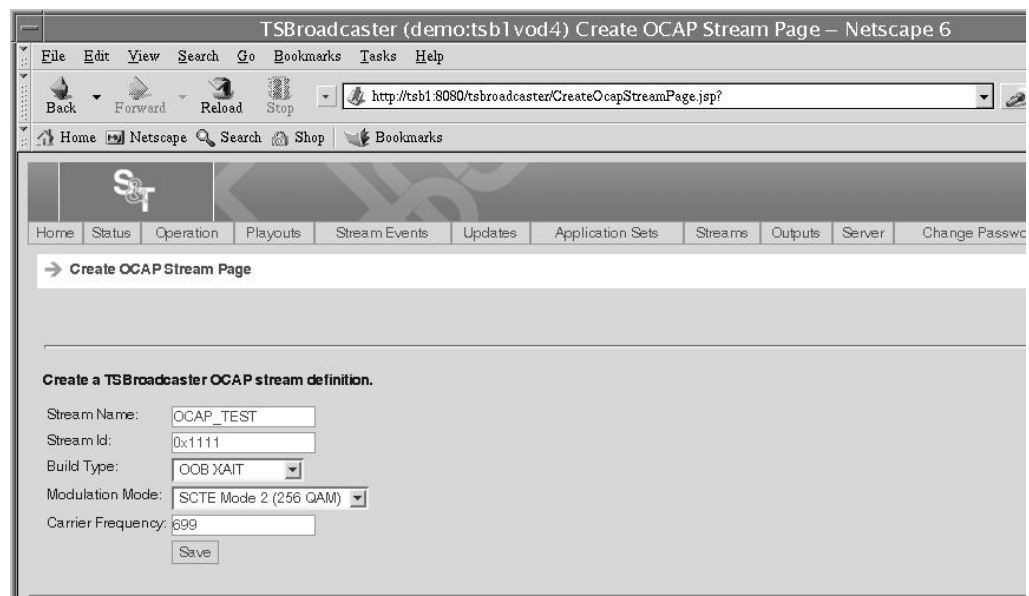 TSBroadcaster (demo:tsb1vod4) Create OCAP Stream Page – Netscape 6
File Edit View Search Go Bookmarks Tasks Help
Back Forward Reload Stop http://tsb1:8080/tsbroadcaster/CreateOcapStreamPage.jsp?
Home Netscape Search Shop Bookmarks
S&T
Home Status Operation Playouts Stream Events Updates Application Sets Streams Outputs Server Change Passwo
Create OCAP Stream Page
Create a TSBroadcaster OCAP stream definition.
Stream Name: OCAP_TEST
Stream Id: 0x1111
Build Type: OOB XAIT
Modulation Mode: SCTE Mode 2 (256 QAM)
Carrier Frequency: 699
Save